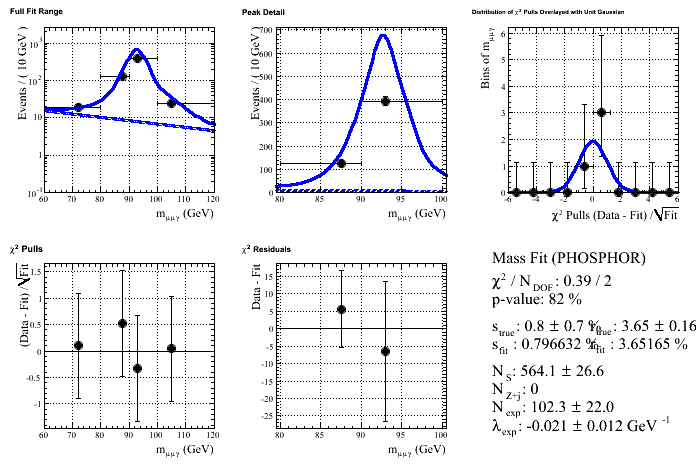 Full Fit Range
Events / ( 10 GeV )
10³
10²
10
1
10⁻¹
60 70 80 90 100 110 120
m_μμγ (GeV)
Peak Detail
Events / ( 10 GeV )
700
600
500
400
300
200
100
0
80 85 90 95 100
m_μμγ (GeV)
Distribution of χ² Pulls Overlayed with Unit Gaussian
Bins of m_μμγ
6
5
4
3
2
1
0
-6 -4 -2 0 2 4 6
χ² Pulls (Data - Fit) /√Fit
χ² Pulls
(Data - Fit) /√Fit
1.5
1
0.5
0
-0.5
-1
60 70 80 90 100 110 120
m_μμγ (GeV)
χ² Residuals
Data - Fit
15
10
5
0
-5
-10
-15
-20
-25
80 85 90 95 100
m_μμγ (GeV)
Mass Fit (PHOSPHOR)
χ² / N_DOF : 0.39 / 2
p-value: 82 %
s_true : 0.8 ± 0.7 % r_true : 3.65 ± 0.16
s_fit : 0.796632 % r_fit : 3.65165 %
N_S : 564.1 ± 26.6
N_Z+j : 0
N_exp : 102.3 ± 22.0
λ_exp : -0.021 ± 0.012 GeV⁻¹